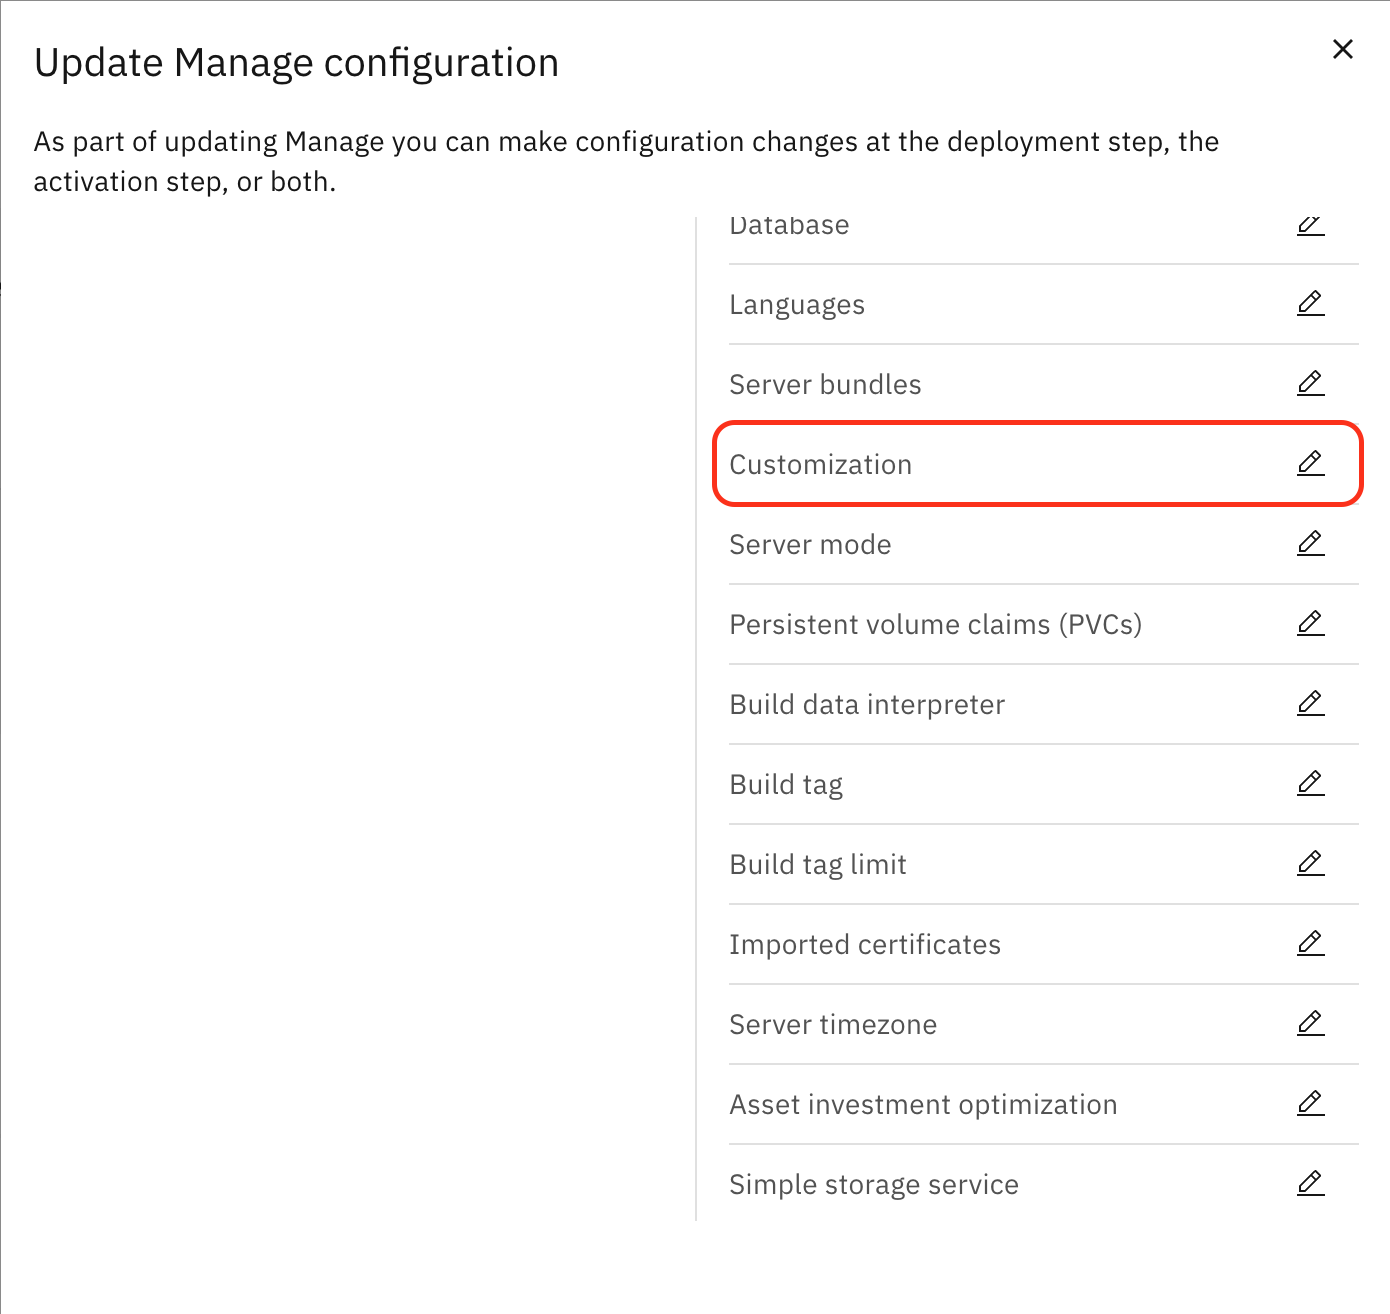 Update Manage configuration
As part of updating Manage you can make configuration changes at the deployment step, the
activation step, or both.
Database
Languages
Server bundles
Customization
Server mode
Persistent volume claims (PVCs)
Build data interpreter
Build tag
Build tag limit
Imported certificates
Server timezone
Asset investment optimization
Simple storage service